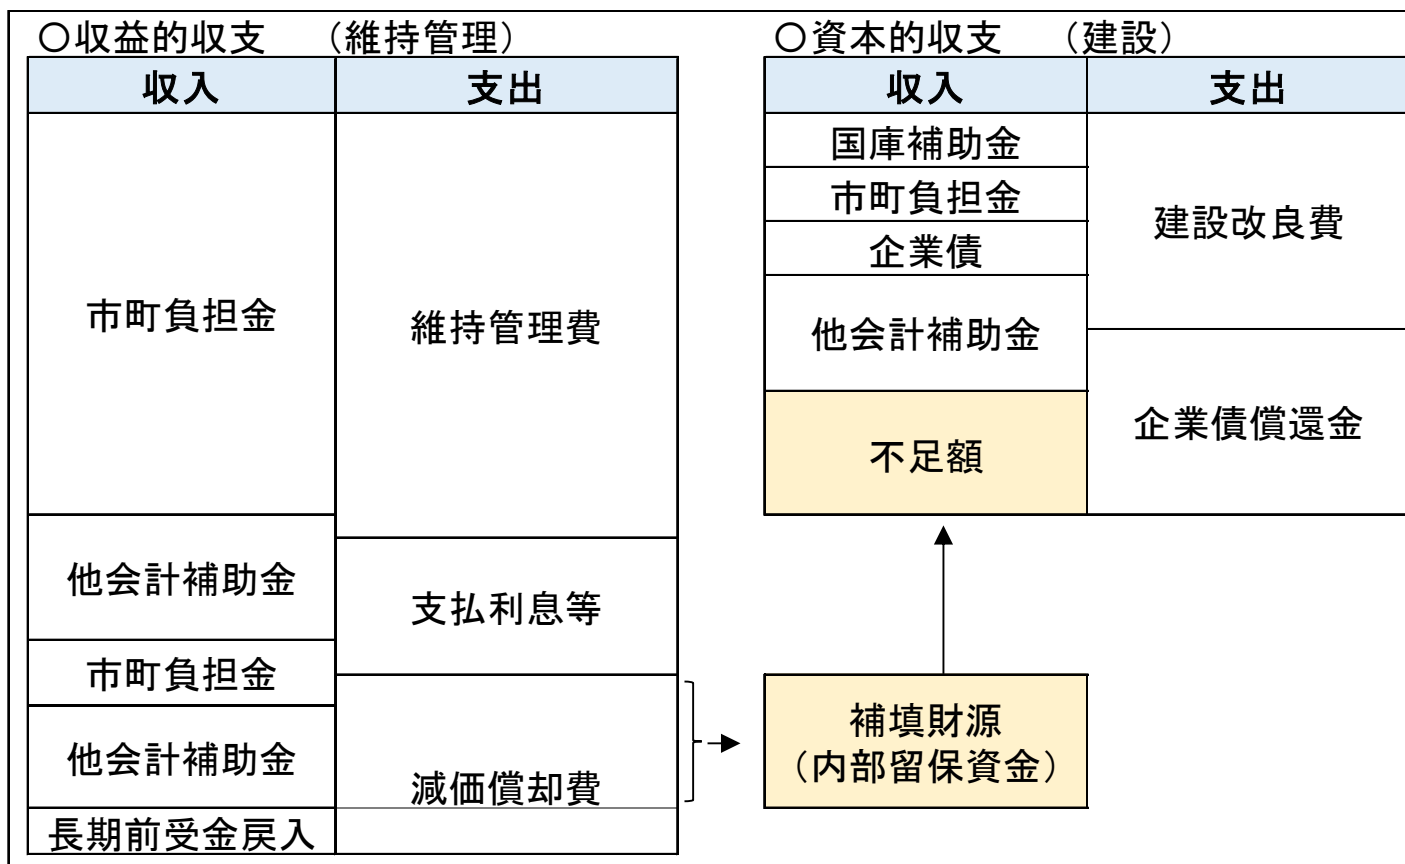 ○収益的収支 （維持管理）
収入
支出
市町負担金
維持管理費
他会計補助金
支払利息等
市町負担金
他会計補助金
減価償却費
長期前受金戻入
○資本的収支 （建設）
収入
支出
国庫補助金
市町負担金
企業債
他会計補助金
不足額
建設改良費
企業債償還金
補填財源
（内部留保資金）